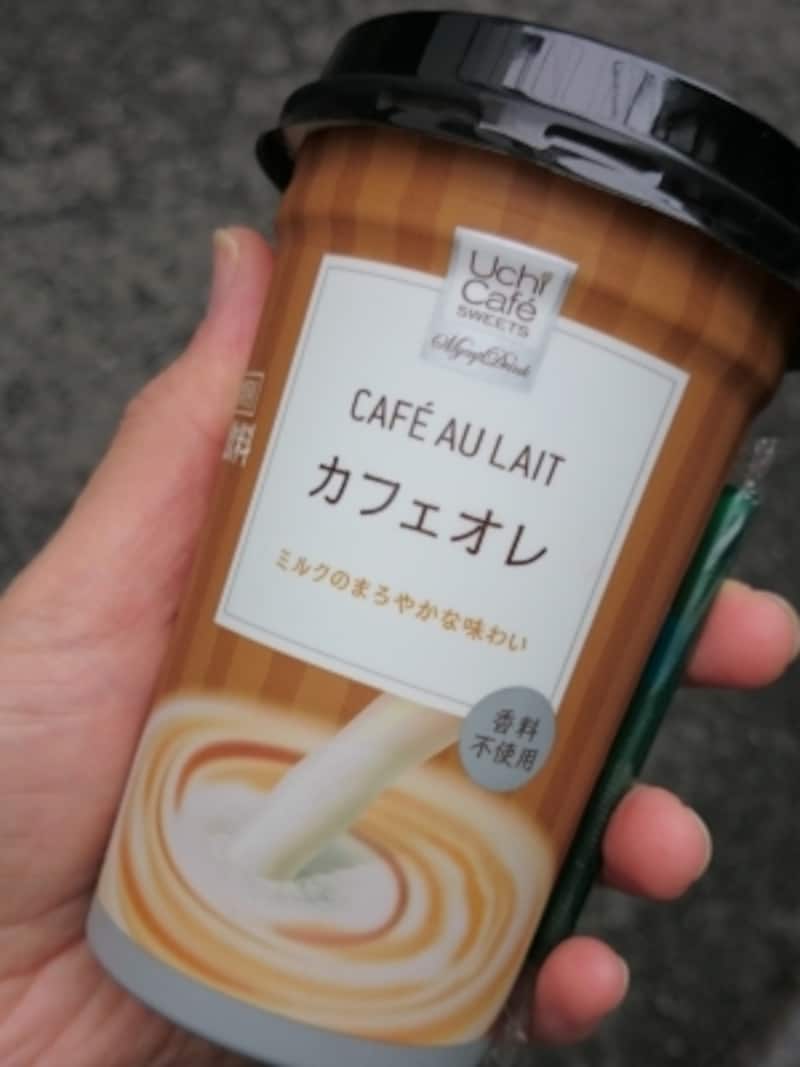 Uchi
Café
SWEETS
CAFÉ AU LAIT
カフェオレ
ミルクのまろやかな味わい
香料
不使用